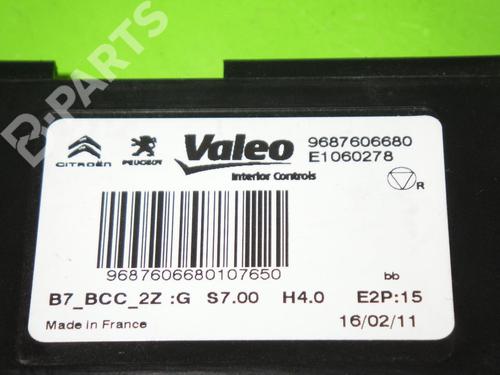 CITROËN PEUGEOT Valeo 9687606680
E1060278
Interior Controls
R
9687606680107650
bb
B7_BCC_2Z :G S7.00 H4.0 E2P:15
Made in France 16/02/11
B-PARTS